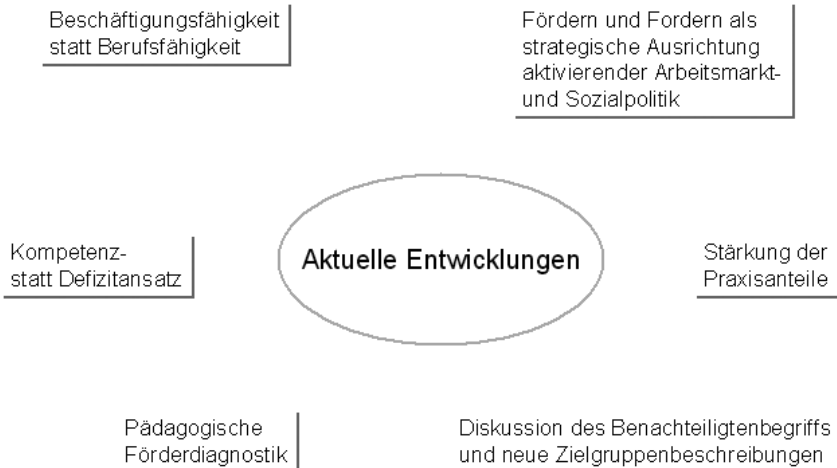 Beschäftigungsfähigkeit
statt Berufsfähigkeit
Fördern und Fordern als
strategische Ausrichtung
aktivierender Arbeitsmarkt-
und Sozialpolitik
Kompetenz-
statt Defizitansatz
Aktuelle Entwicklungen
Stärkung der
Praxisanteile
Pädagogische
Förderdiagnostik
Diskussion des Benachteiligtenbegriffs
und neue Zielgruppenbeschreibungen